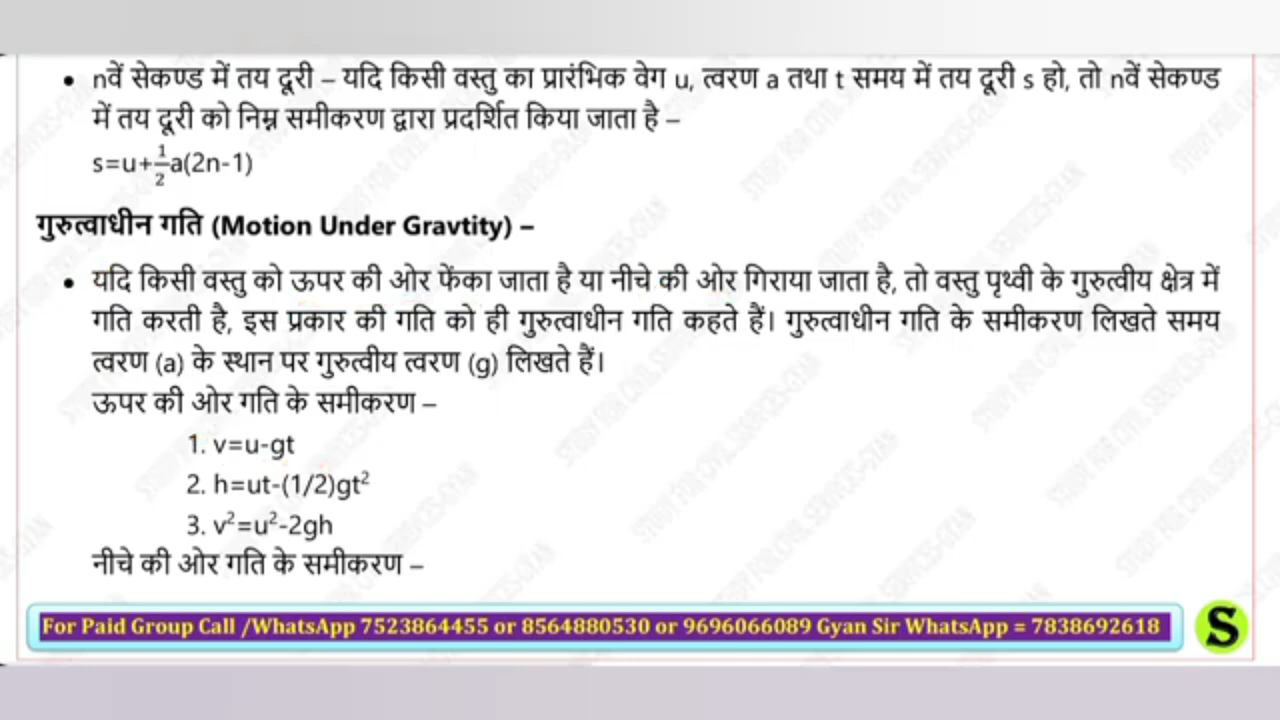 • nवें सेकण्ड में तय दूरी – यदि किसी वस्तु का प्रारंभिक वेग u, त्वरण a तथा t समय में तय दूरी s हो, तो nवें सेकण्ड
में तय दूरी को निम्न समीकरण द्वारा प्रदर्शित किया जाता है –
s=u+1/2a(2n-1)
गुरुत्वाधीन गति (Motion Under Gravtity) –
• यदि किसी वस्तु को ऊपर की ओर फेंका जाता है या नीचे की ओर गिराया जाता है, तो वस्तु पृथ्वी के गुरुत्वीय क्षेत्र में
गति करती है, इस प्रकार की गति को ही गुरुत्वाधीन गति कहते हैं। गुरुत्वाधीन गति के समीकरण लिखते समय
त्वरण (a) के स्थान पर गुरुत्वीय त्वरण (g) लिखते हैं।
ऊपर की ओर गति के समीकरण –
1. v=u-gt
2. h=ut-(1/2)gt²
3. v²=u²-2gh
नीचे की ओर गति के समीकरण –
For Paid Group Call /WhatsApp 7523864455 or 8564880530 or 9696066089 Gyan Sir WhatsApp = 7838692618
S